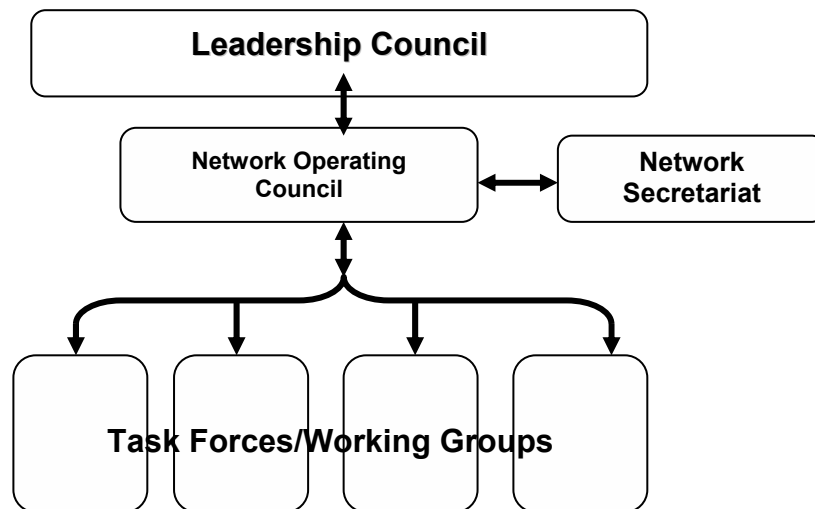 Leadership Council
Network Operating
Council
Network
Secretariat
Task Forces/Working Groups